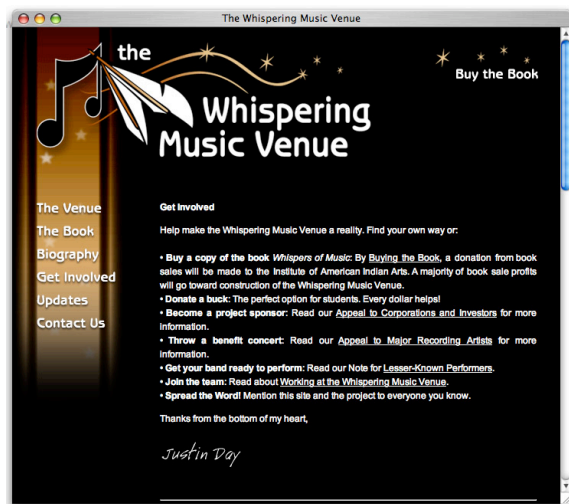 The Whispering Music Venue
the
Whispering
Music Venue
Buy the Book
The Venue
The Book
Biography
Get Involved
Updates
Contact Us
Get Involved
Help make the Whispering Music Venue a reality. Find your own way or:
• Buy a copy of the book Whispers of Music: By Buying the Book, a donation from book
sales will be made to the Institute of American Indian Arts. A majority of book sale profits
will go toward construction of the Whispering Music Venue.
• Donate a buck: The perfect option for students. Every dollar helps!
• Become a project sponsor: Read our Appeal to Corporations and Investors for more
information.
• Throw a benefit concert: Read our Appeal to Major Recording Artists for more
information.
• Get your band ready to perform: Read our Note for Lesser-Known Performers.
• Join the team: Read about Working at the Whispering Music Venue.
• Spread the Word! Mention this site and the project to everyone you know.
Thanks from the bottom of my heart,
Justin Day